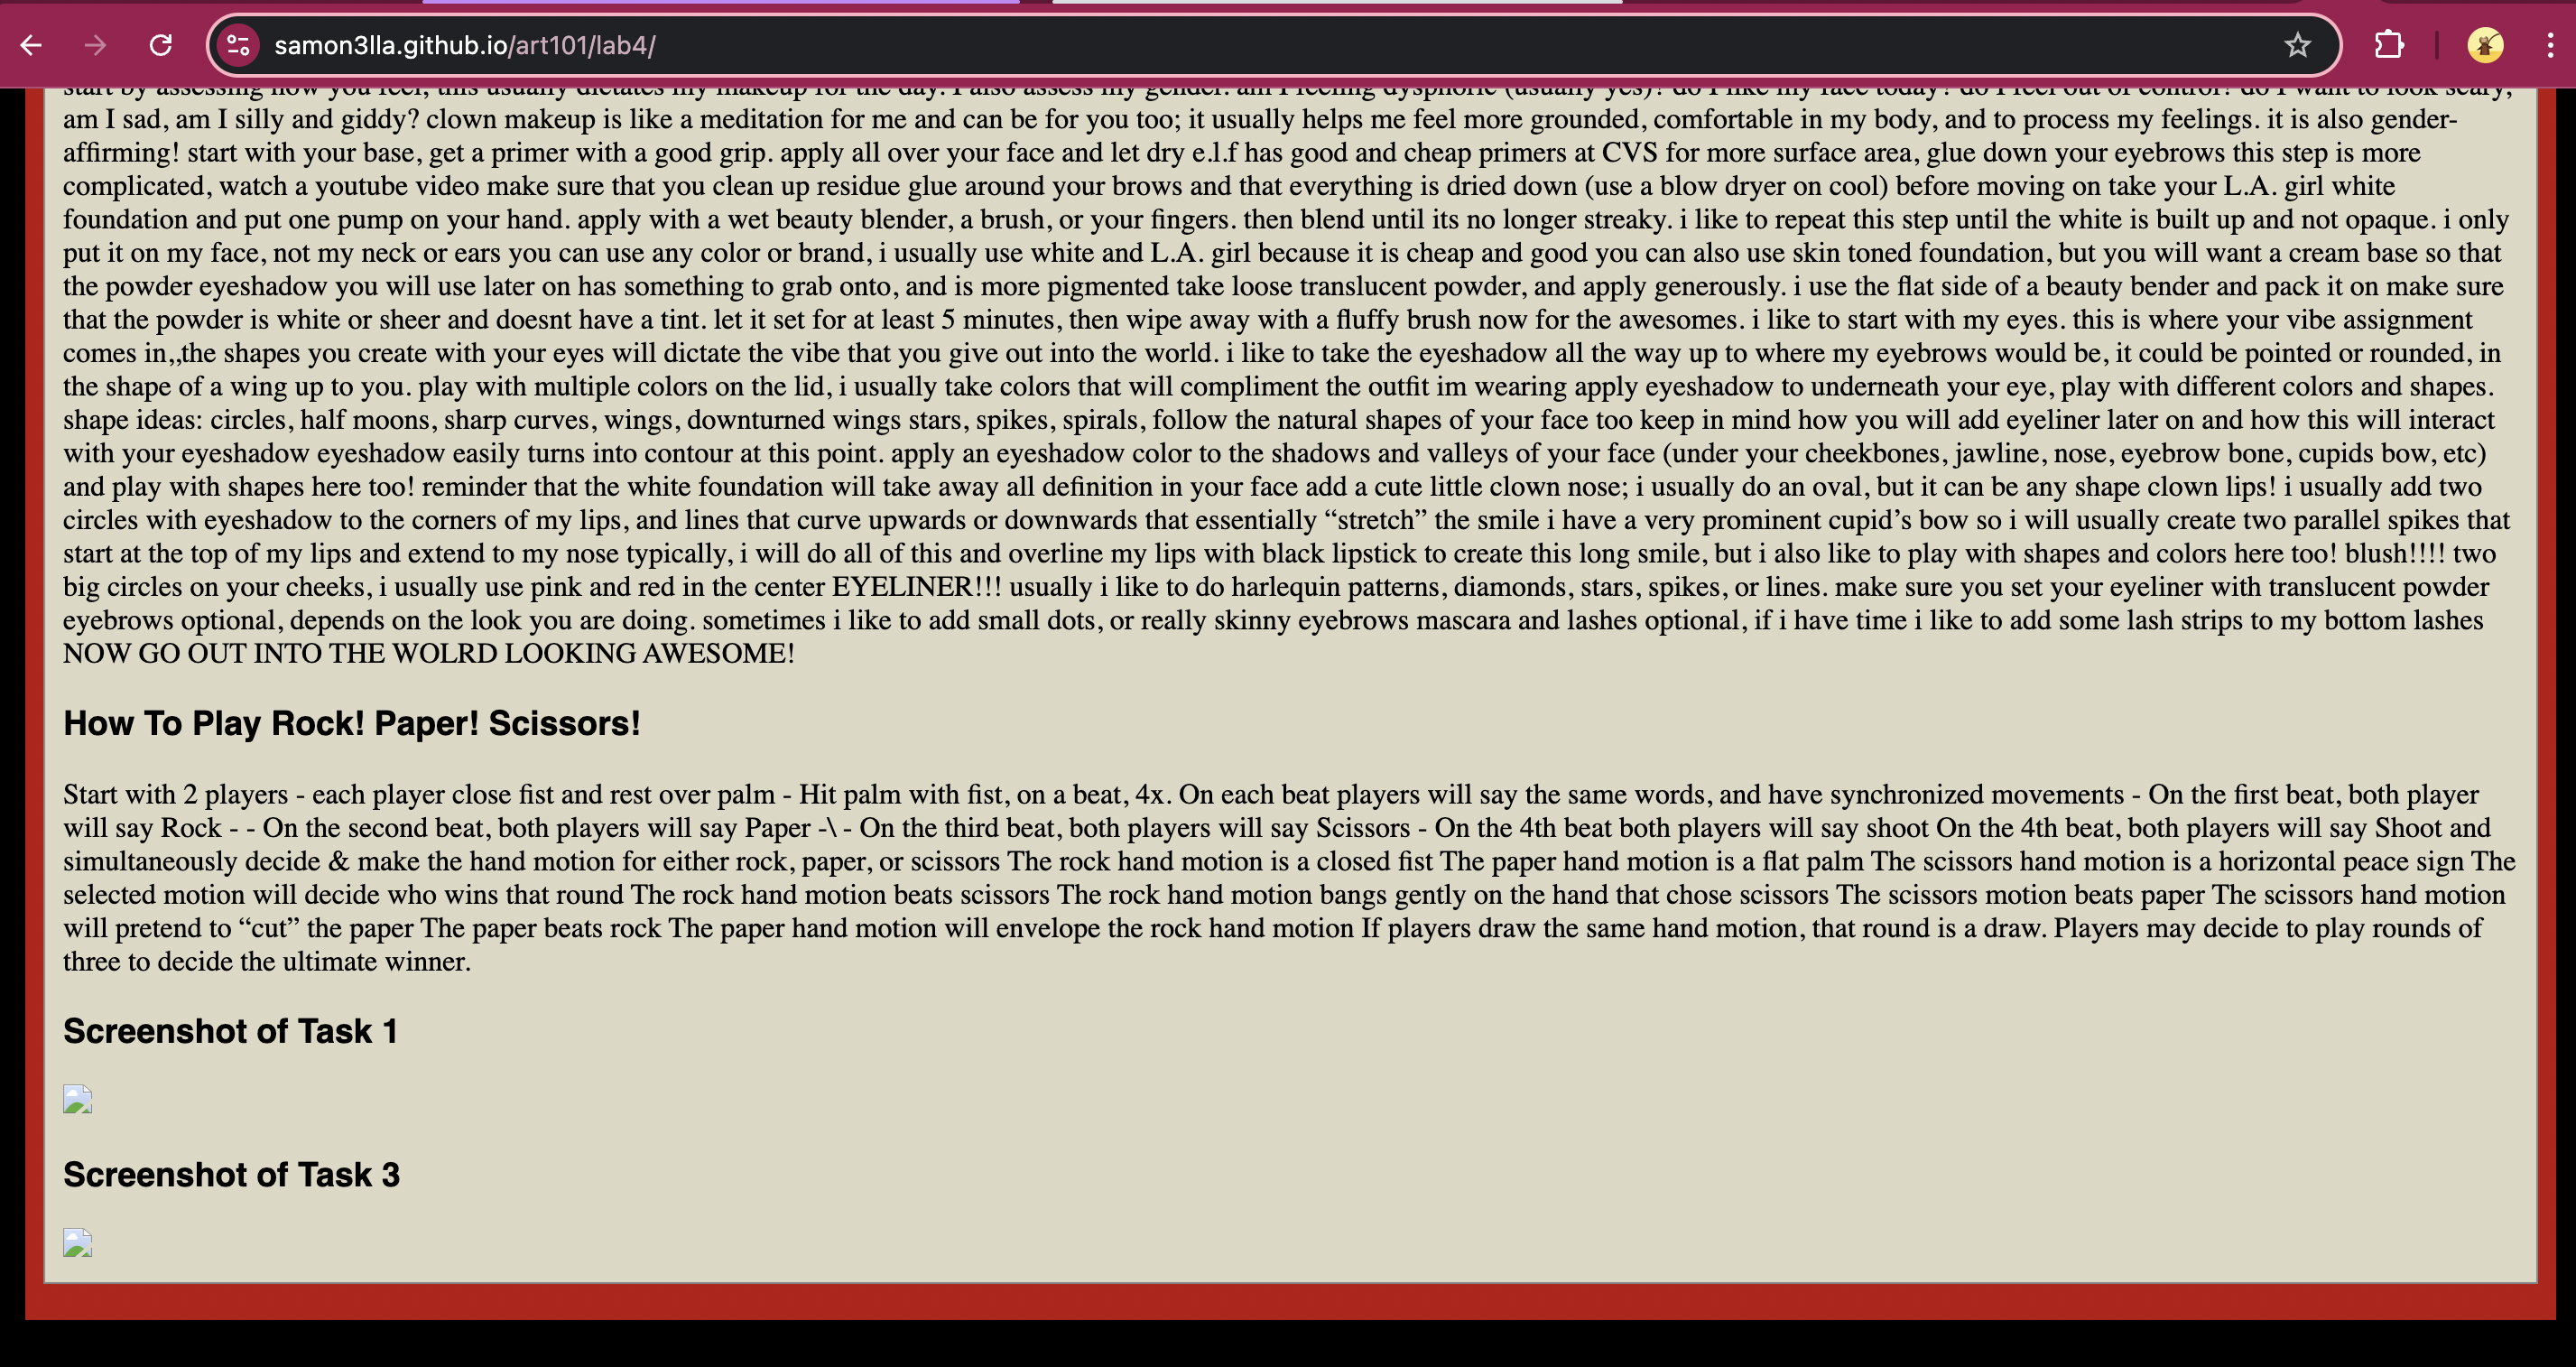 samon3lla.github.io/art101/lab4/
start by assessing how you feel, this usually dictates my makeup for the day. I also assess my gender. am I feeling dysphoric (usually yes)? do I like my face today? do I feel out of control? do I want to look scary,
am I sad, am I silly and giddy? clown makeup is like a meditation for me and can be for you too; it usually helps me feel more grounded, comfortable in my body, and to process my feelings. it is also gender-
affirming! start with your base, get a primer with a good grip. apply all over your face and let dry e.l.f has good and cheap primers at CVS for more surface area, glue down your eyebrows this step is more
complicated, watch a youtube video make sure that you clean up residue glue around your brows and that everything is dried down (use a blow dryer on cool) before moving on take your L.A. girl white
foundation and put one pump on your hand. apply with a wet beauty blender, a brush, or your fingers. then blend until its no longer streaky. i like to repeat this step until the white is built up and not opaque. i only
put it on my face, not my neck or ears you can use any color or brand, i usually use white and L.A. girl because it is cheap and good you can also use skin toned foundation, but you will want a cream base so that
the powder eyeshadow you will use later on has something to grab onto, and is more pigmented take loose translucent powder, and apply generously. i use the flat side of a beauty bender and pack it on make sure
that the powder is white or sheer and doesnt have a tint. let it set for at least 5 minutes, then wipe away with a fluffy brush now for the awesomes. i like to start with my eyes. this is where your vibe assignment
comes in,,the shapes you create with your eyes will dictate the vibe that you give out into the world. i like to take the eyeshadow all the way up to where my eyebrows would be, it could be pointed or rounded, in
the shape of a wing up to you. play with multiple colors on the lid, i usually take colors that will compliment the outfit im wearing apply eyeshadow to underneath your eye, play with different colors and shapes.
shape ideas: circles, half moons, sharp curves, wings, downturned wings stars, spikes, spirals, follow the natural shapes of your face too keep in mind how you will add eyeliner later on and how this will interact
with your eyeshadow eyeshadow easily turns into contour at this point. apply an eyeshadow color to the shadows and valleys of your face (under your cheekbones, jawline, nose, eyebrow bone, cupids bow, etc)
and play with shapes here too! reminder that the white foundation will take away all definition in your face add a cute little clown nose; i usually do an oval, but it can be any shape clown lips! i usually add two
circles with eyeshadow to the corners of my lips, and lines that curve upwards or downwards that essentially “stretch” the smile i have a very prominent cupid’s bow so i will usually create two parallel spikes that
start at the top of my lips and extend to my nose typically, i will do all of this and overline my lips with black lipstick to create this long smile, but i also like to play with shapes and colors here too! blush!!!! two
big circles on your cheeks, i usually use pink and red in the center EYELINER!!! usually i like to do harlequin patterns, diamonds, stars, spikes, or lines. make sure you set your eyeliner with translucent powder
eyebrows optional, depends on the look you are doing. sometimes i like to add small dots, or really skinny eyebrows mascara and lashes optional, if i have time i like to add some lash strips to my bottom lashes
NOW GO OUT INTO THE WOLRD LOOKING AWESOME!
How To Play Rock! Paper! Scissors!
Start with 2 players - each player close fist and rest over palm - Hit palm with fist, on a beat, 4x. On each beat players will say the same words, and have synchronized movements - On the first beat, both player
will say Rock - - On the second beat, both players will say Paper -\ - On the third beat, both players will say Scissors - On the 4th beat both players will say shoot On the 4th beat, both players will say Shoot and
simultaneously decide & make the hand motion for either rock, paper, or scissors The rock hand motion is a closed fist The paper hand motion is a flat palm The scissors hand motion is a horizontal peace sign The
selected motion will decide who wins that round The rock hand motion beats scissors The rock hand motion bangs gently on the hand that chose scissors The scissors motion beats paper The scissors hand motion
will pretend to “cut” the paper The paper beats rock The paper hand motion will envelope the rock hand motion If players draw the same hand motion, that round is a draw. Players may decide to play rounds of
three to decide the ultimate winner.
Screenshot of Task 1
Screenshot of Task 3